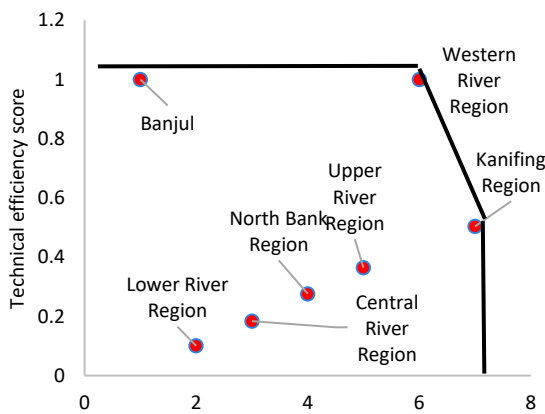 Technical efficiency score
1.2
1
0.8
0.6
0.4
0.2
0
0
2
4
6
8
Banjul
Western
River
Region
Kanifing
Region
Upper
River
Region
North Bank
Region
Lower River
Region
Central
River
Region